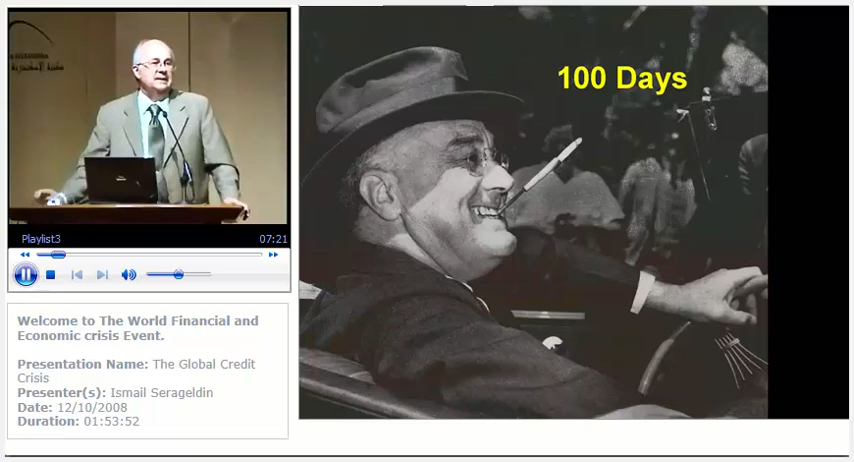 100 Days
Playlist3
07:21
Welcome to The World Financial and
Economic crisis Event.
Presentation Name: The Global Credit
Crisis
Presenter(s): Ismail Serageldin
Date: 12/10/2008
Duration: 01:53:52